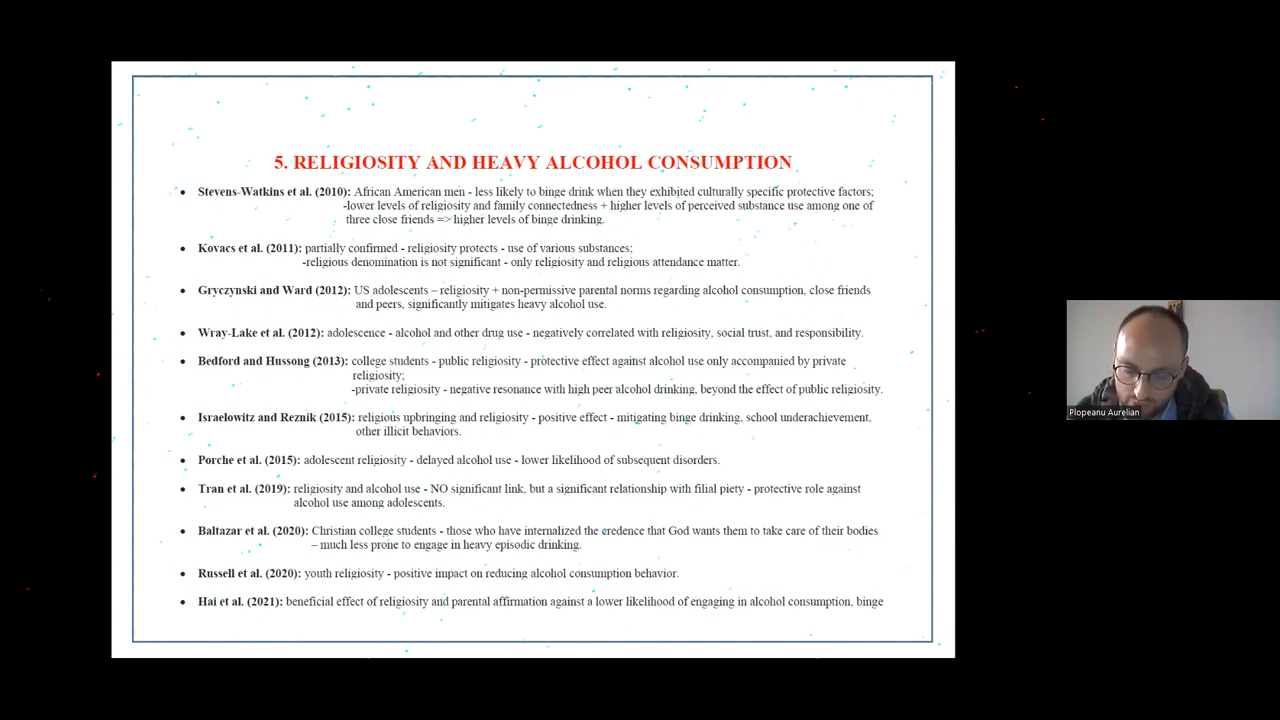 5. RELIGIOSITY AND HEAVY ALCOHOL CONSUMPTION
• Stevens-Watkins et al. (2010): African American men - less likely to binge drink when they exhibited culturally specific protective factors;
-lower levels of religiosity and family connectedness + higher levels of perceived substance use among one of
three close friends => higher levels of binge drinking.
• Kovacs et al. (2011): partially confirmed - religiosity protects - use of various substances;
-religious denomination is not significant - only religiosity and religious attendance matter.
• Gryczynski and Ward (2012): US adolescents – religiosity + non-permissive parental norms regarding alcohol consumption, close friends
and peers, significantly mitigates heavy alcohol use.
• Wray-Lake et al. (2012): adolescence - alcohol and other drug use - negatively correlated with religiosity, social trust, and responsibility.
• Bedford and Hussong (2013): college students - public religiosity - protective effect against alcohol use only accompanied by private
religiosity;
-private religiosity - negative resonance with high peer alcohol drinking, beyond the effect of public religiosity.
• Israelowitz and Reznik (2015): religious upbringing and religiosity - positive effect - mitigating binge drinking, school underachievement,
other illicit behaviors.
• Porche et al. (2015): adolescent religiosity - delayed alcohol use - lower likelihood of subsequent disorders.
• Tran et al. (2019): religiosity and alcohol use - NO significant link, but a significant relationship with filial piety - protective role against
alcohol use among adolescents.
• Baltazar et al. (2020): Christian college students - those who have internalized the credence that God wants them to take care of their bodies
– much less prone to engage in heavy episodic drinking.
• Russell et al. (2020): youth religiosity - positive impact on reducing alcohol consumption behavior.
• Hai et al. (2021): beneficial effect of religiosity and parental affirmation against a lower likelihood of engaging in alcohol consumption, binge
Plopeanu Aurelian